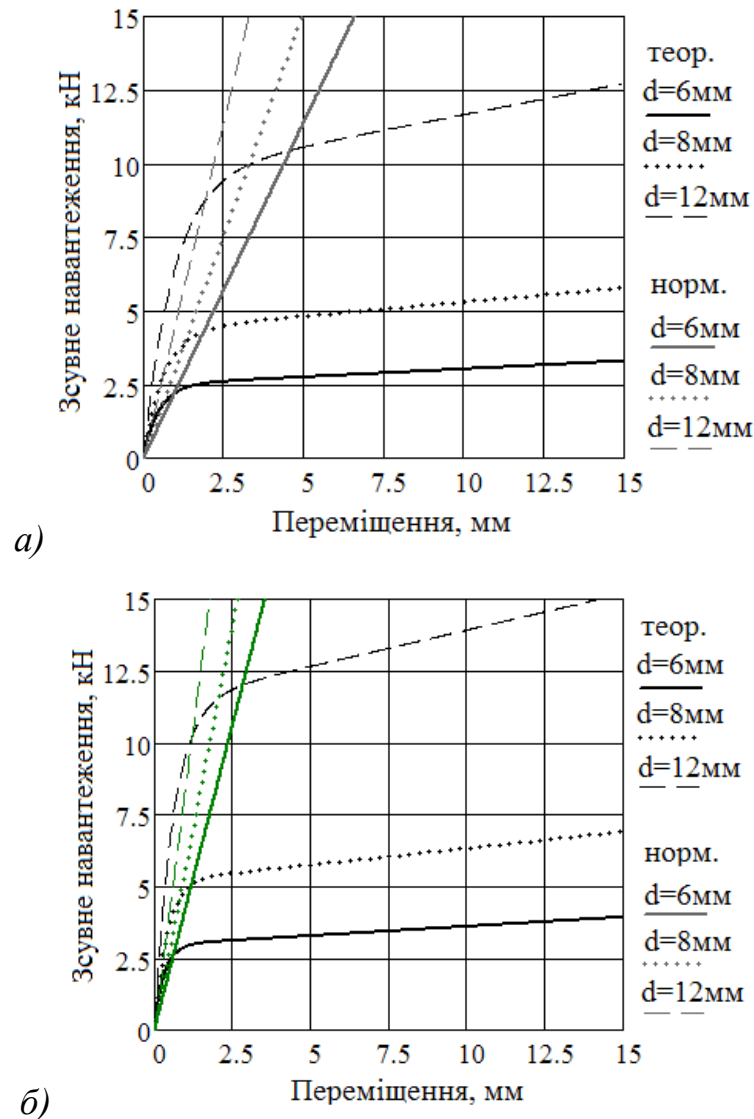 Зсувне навантеження, кН
15
12.5
10
7.5
5
2.5
0
0 2.5 5 7.5 10 12.5 15
Переміщення, мм
теор.
d=6мм
d=8мм
d=12мм
норм.
d=6мм
d=8мм
d=12мм
а)
Зсувне навантеження, кН
15
12.5
10
7.5
5
2.5
0
0 2.5 5 7.5 10 12.5 15
Переміщення, мм
теор.
d=6мм
d=8мм
d=12мм
норм.
d=6мм
d=8мм
d=12мм
б)